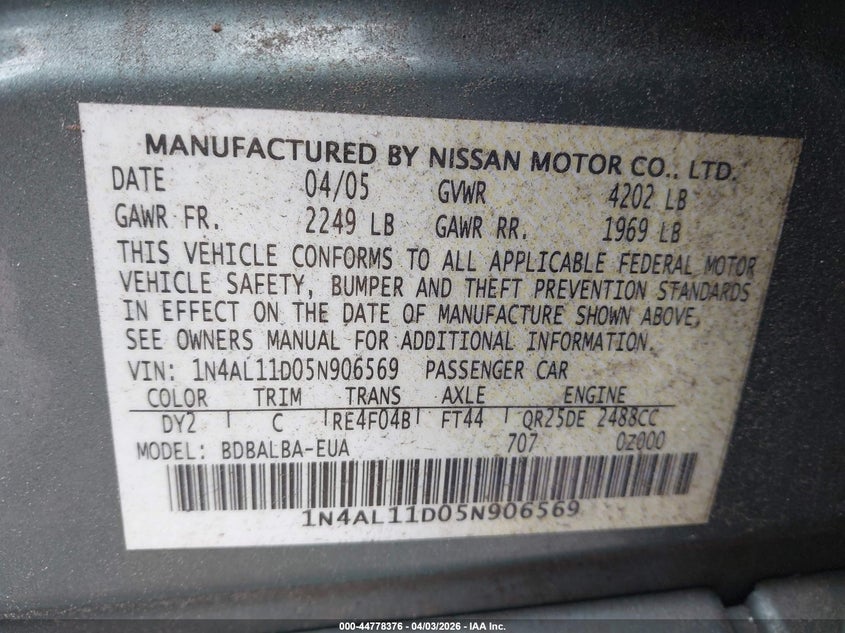 MANUFACTURED BY NISSAN MOTOR CO., LTD.
DATE 04/05 GVWR 4202 LB
GAWR FR. 2249 LB GAWR RR. 1969 LB
THIS VEHICLE CONFORMS TO ALL APPLICABLE FEDERAL MOTOR
VEHICLE SAFETY, BUMPER AND THEFT PREVENTION STANDARDS
IN EFFECT ON THE DATE OF MANUFACTURE SHOWN ABOVE,
SEE OWNERS MANUAL FOR ADDITIONAL INFORMATION.
VIN: 1N4AL11D05N906569 PASSENGER CAR
COLOR TRIM TRANS AXLE ENGINE
DY2 C RE4F04B FT44 QR25DE 2488CC
MODEL: BDBALBA-EUA 707 0Z000
1N4AL11D05N906569
000-44778376 | 04/03/2026 - IAA Inc.